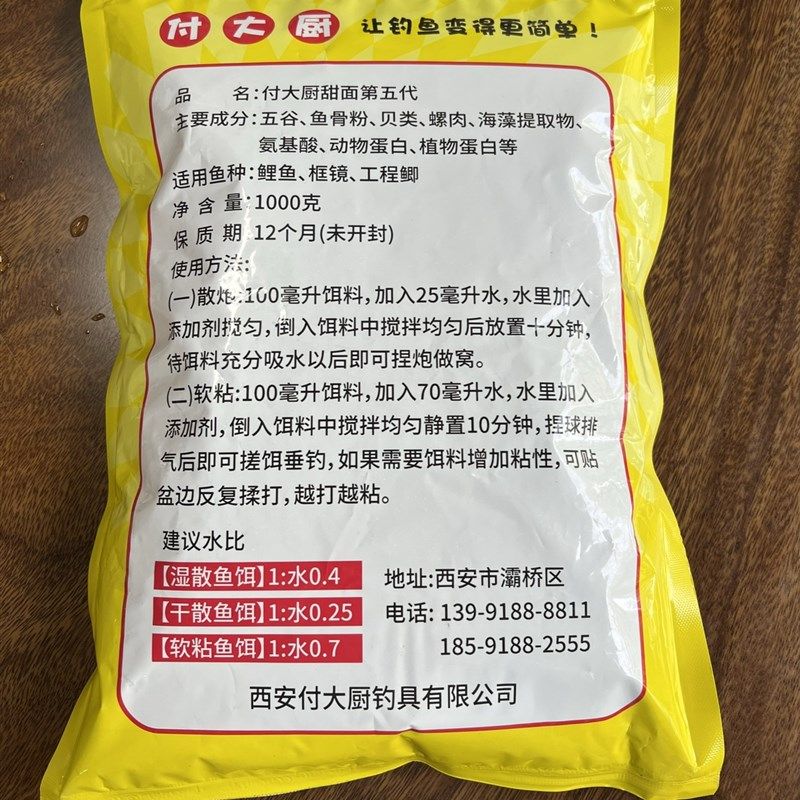 付大厨 让钓鱼变得更简单!
品 名:付大厨甜面第五代
主要成分:五谷、鱼骨粉、贝类、螺肉、海藻提取物、
氨基酸、动物蛋白、植物蛋白等
适用鱼种:鲤鱼、框镜、工程鲫
净 含 量:1000克
保 质 期:12个月(未开封)
使用方法:
(一)散炮:100毫升饵料,加入25毫升水,水里加入
添加剂搅匀,倒入饵料中搅拌均匀后放置十分钟,
待饵料充分吸水以后即可捏炮做窝。
(二)软粘:100毫升饵料,加入70毫升水,水里加入
添加剂,倒入饵料中搅拌均匀静置10分钟,捏球排
气后即可搓饵垂钓,如果需要饵料增加粘性,可贴
盆边反复揉打,越打越粘。
建议水比
【湿散鱼饵】1:水0.4
【干散鱼饵】1:水0.25
【软粘鱼饵】1:水0.7
地址:西安市灞桥区
电话: 139-9188-8811
185-9188-2555
西安付大厨钓具有限公司